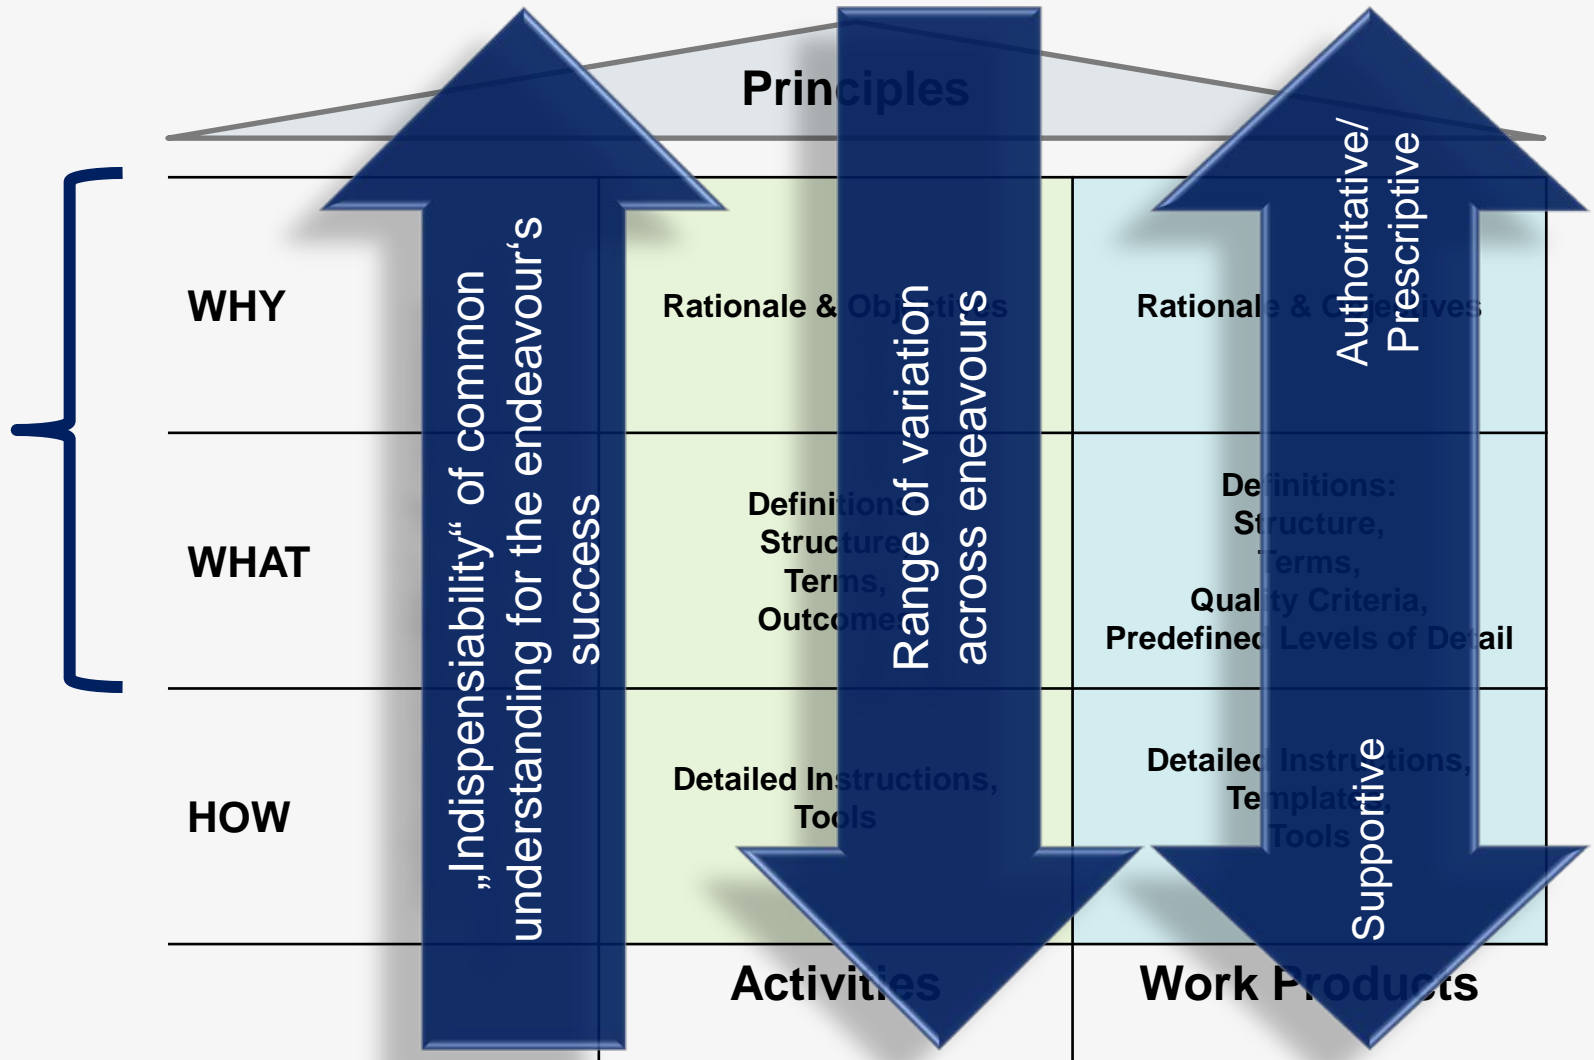 Principles
WHY
Rationale & Objectives
Rationale & Objectives
WHAT
Definitions:
Structure,
Terms,
Outcomes
Definitions:
Structure,
Terms,
Quality Criteria,
Predefined Levels of Detail
HOW
Detailed Instructions,
Tools
Detailed Instructions,
Templates,
Tools
Activities
Work Products
„Indispensiability“ of common
understanding for the endeavour‘s
success
Range of variation
across eneavours
Authoritative/
Prescriptive
Supportive